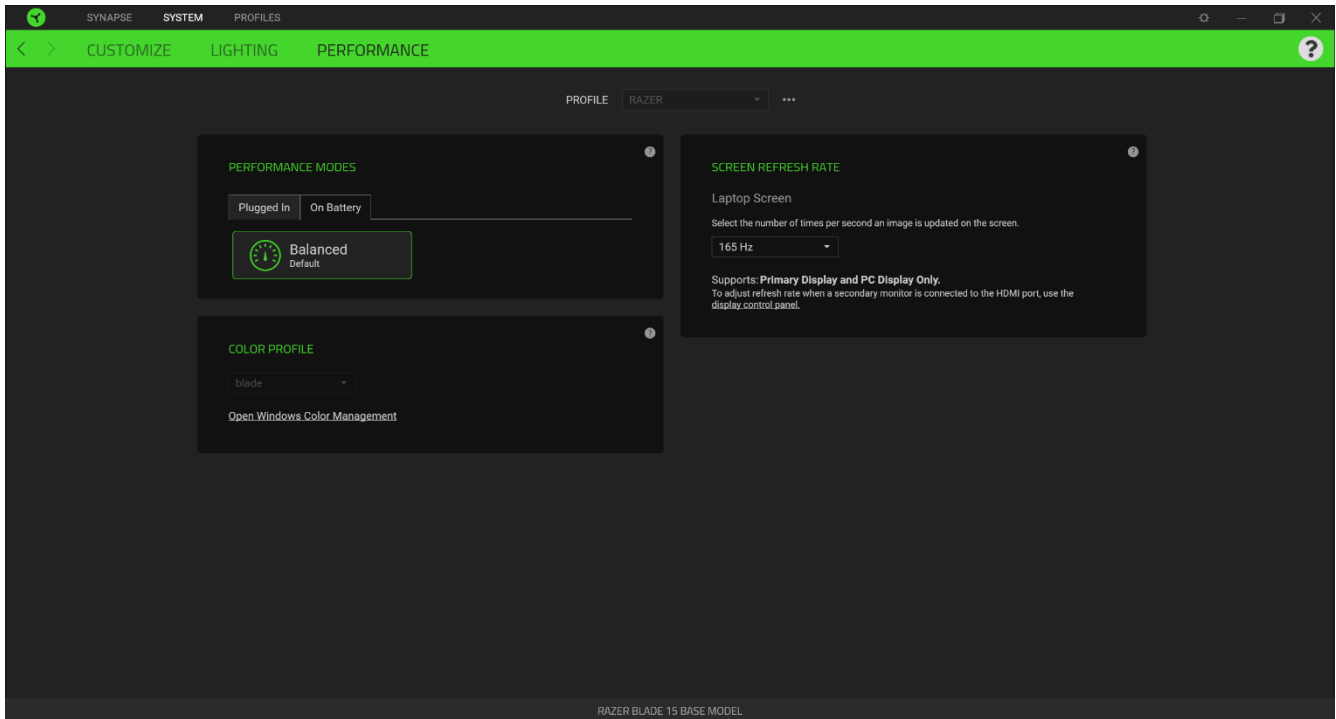 SYNAPSE SYSTEM PROFILES
CUSTOMIZE LIGHTING PERFORMANCE
PROFILE RAZER
PERFORMANCE MODES
Plugged In On Battery
Balanced
Default
COLOR PROFILE
blade
Open Windows Color Management
SCREEN REFRESH RATE
Laptop Screen
Select the number of times per second an image is updated on the screen.
165 Hz
Supports: Primary Display and PC Display Only.
To adjust refresh rate when a secondary monitor is connected to the HDMI port, use the
display control panel.
RAZER BLADE 15 BASE MODEL